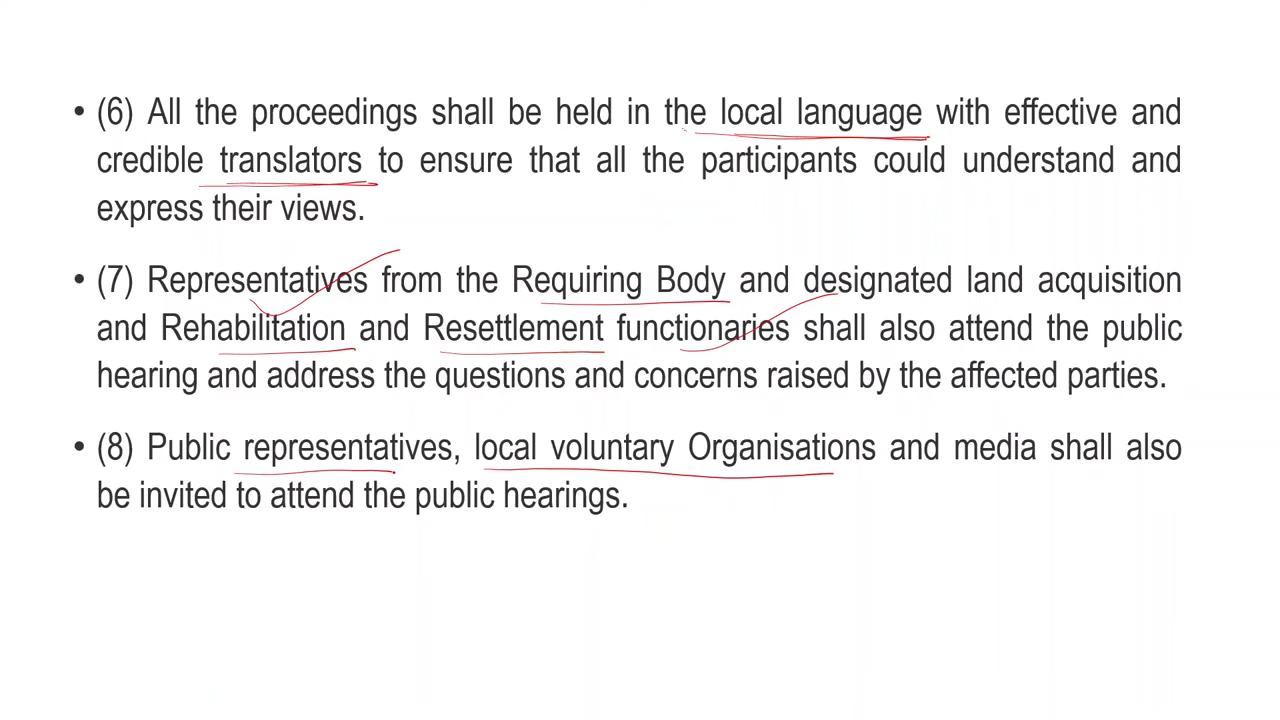 • (6) All the proceedings shall be held in the local language with effective and
credible translators to ensure that all the participants could understand and
express their views.
• (7) Representatives from the Requiring Body and designated land acquisition
and Rehabilitation and Resettlement functionaries shall also attend the public
hearing and address the questions and concerns raised by the affected parties.
• (8) Public representatives, local voluntary Organisations and media shall also
be invited to attend the public hearings.